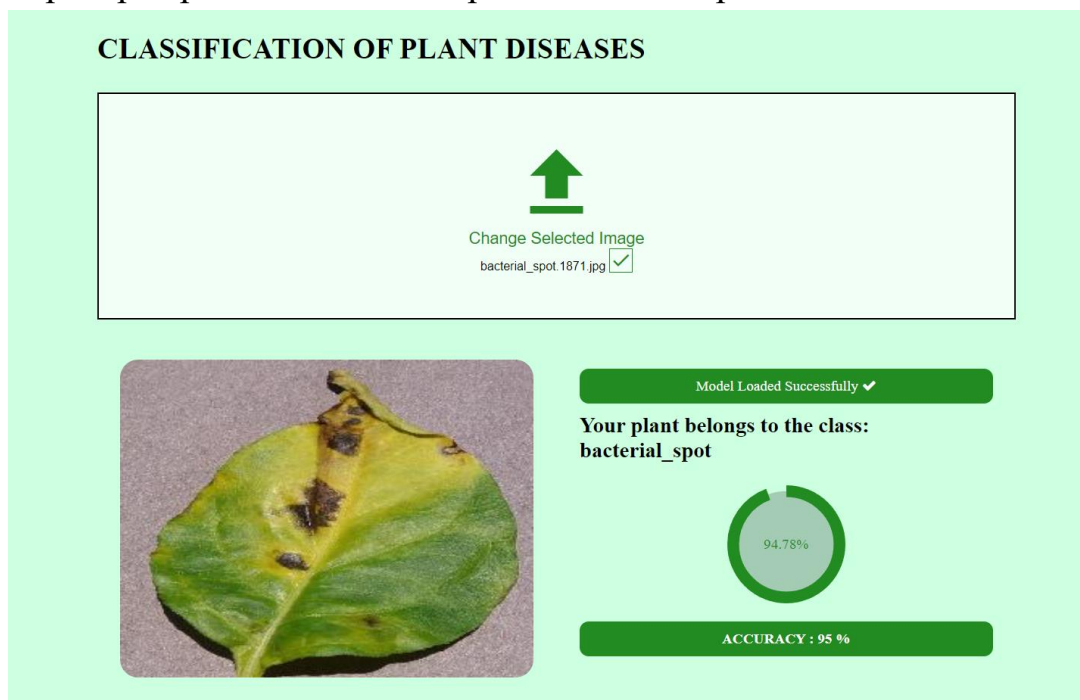 CLASSIFICATION OF PLANT DISEASES
Change Selected Image
bacterial_spot.1871.jpg
Model Loaded Successfully
Your plant belongs to the class:
bacterial_spot
94.78%
ACCURACY : 95 %